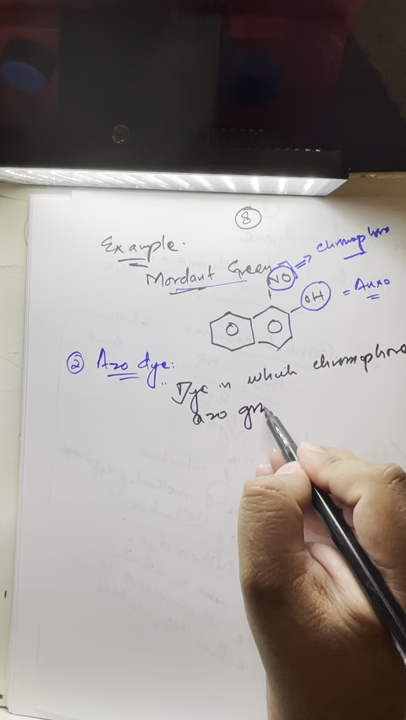 8
Example.
Mordant Green
NO => chromophore
OH = Auxo
② Azo dye:
Dye in which chromophore
azo gr